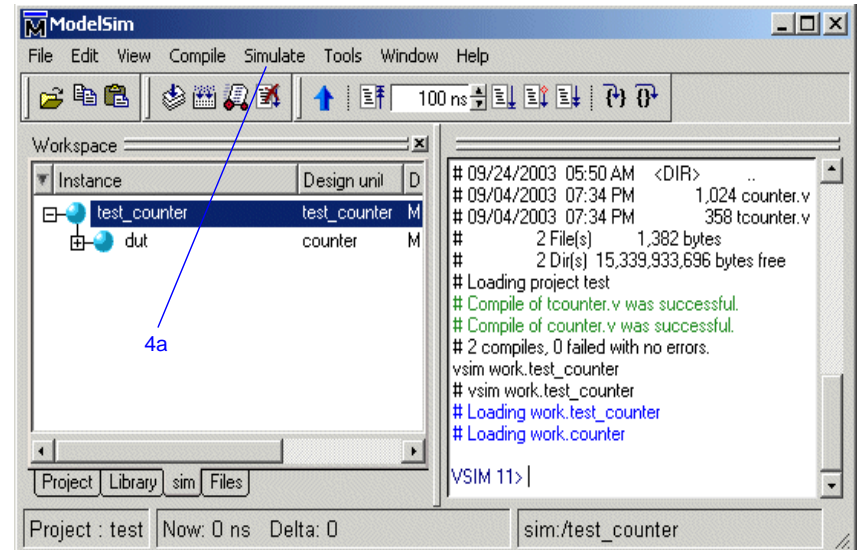 ModelSim
File Edit View Compile Simulate Tools Window Help
100 ns
Workspace
Instance Design unit D
test_counter test_counter M
dut counter M
4a
Project Library sim Files
# 09/24/2003 05:50 AM <DIR> ..
# 09/04/2003 07:34 PM 1,024 counter.v
# 09/04/2003 07:34 PM 358 tcounter.v
# 2 File(s) 1,382 bytes
# 2 Dir(s) 15,339,933,696 bytes free
# Loading project test
# Compile of tcounter.v was successful.
# Compile of counter.v was successful.
# 2 compiles, 0 failed with no errors.
vsim work.test_counter
# vsim work.test_counter
# Loading work.test_counter
# Loading work.counter
VSIM 11>
Project : test Now: 0 ns Delta: 0 sim:/test_counter